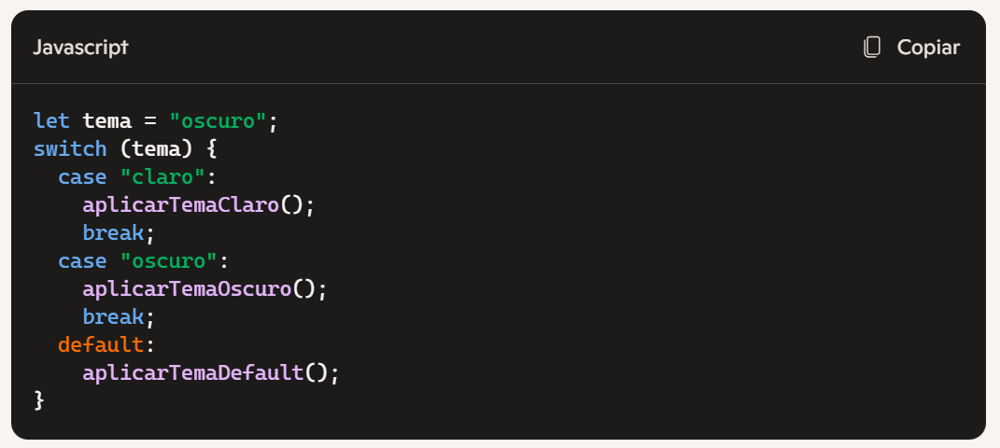 Javascript
Copiar
let tema = "oscuro";
switch (tema) {
  case "claro":
    aplicarTemaClaro();
    break;
  case "oscuro":
    aplicarTemaOscuro();
    break;
  default:
    aplicarTemaDefault();
}